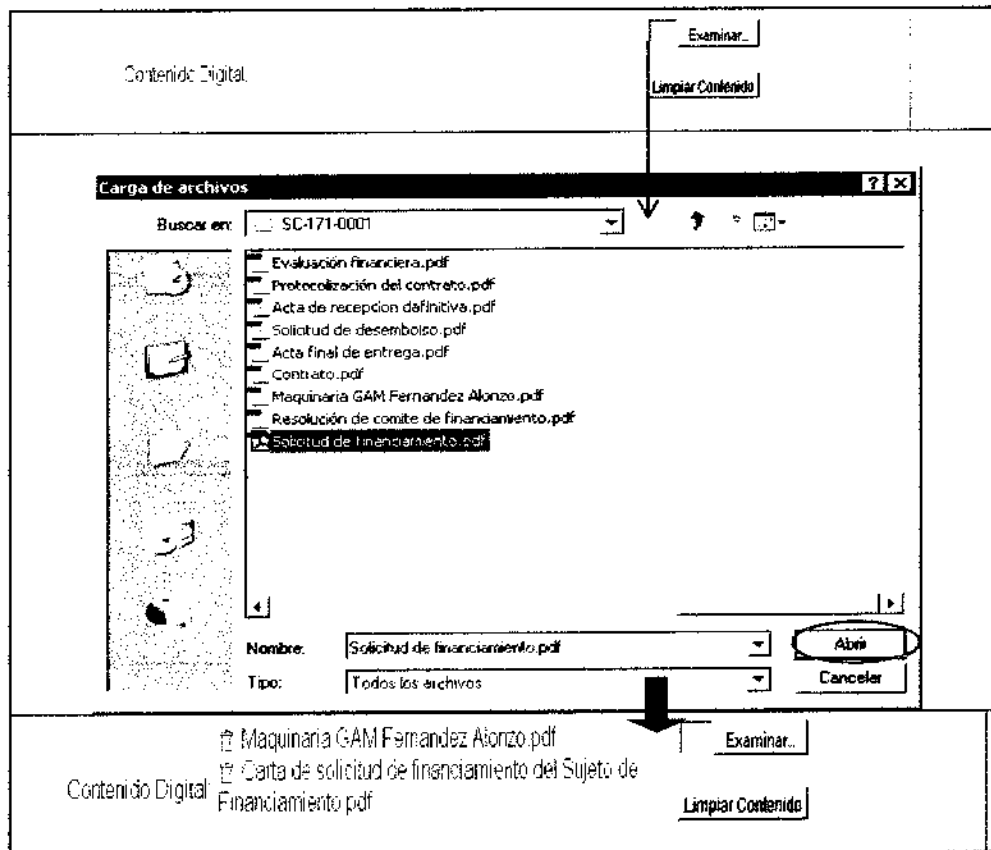 Examinar...
Contenido Digital:
Limpiar Contenido
Carga de archivos
Buscar en: SC-171-0001
Evaluación financiera.pdf
Protocolización del contrato.pdf
Acta de recepcion dafinitiva.pdf
Solicitud de desembolso.pdf
Acta final de entrega.pdf
Contrato.pdf
Maquinaria GAM Fernandez Alonzo.pdf
Resolución de comite de financiamiento.pdf
Solicitud de financiamiento.pdf
Nombre: Solicitud de financiamiento.pdf Abrir
Tipo: Todos los archivos Cancelar
Maquinaria GAM Fernandez Alonzo.pdf Examinar...
Carta de solicitud de financiamiento del Sujeto de
Contenido Digital: Financiamiento.pdf
Limpiar Contenido